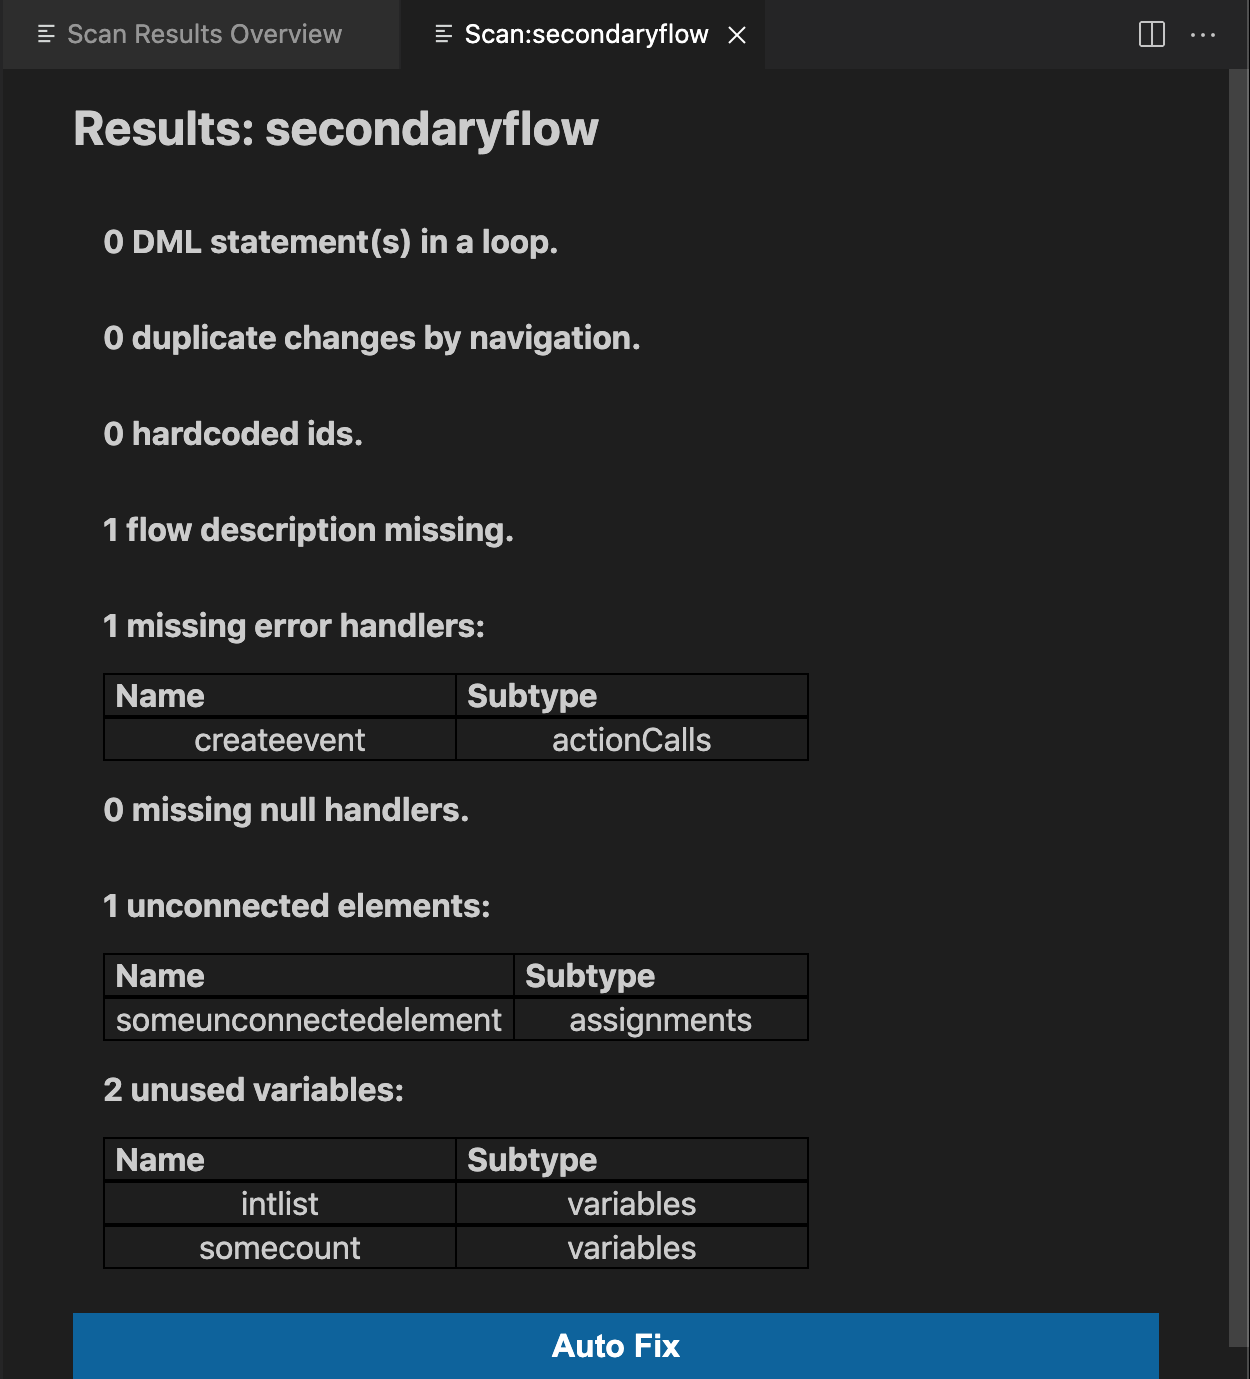 Scan Results Overview
Scan:secondaryflow
Results: secondaryflow
0 DML statement(s) in a loop.
0 duplicate changes by navigation.
0 hardcoded ids.
1 flow description missing.
1 missing error handlers:
Name Subtype
createevent actionCalls
0 missing null handlers.
1 unconnected elements:
Name Subtype
someunconnectedelement assignments
2 unused variables:
Name Subtype
intlist variables
somecount variables
Auto Fix